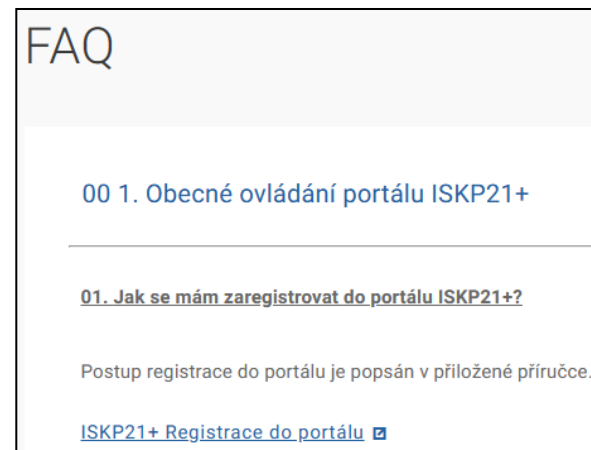 FAQ
00 1. Obecné ovládání portálu ISKP21+
01. Jak se mám zaregistrovat do portálu ISKP21+?
Postup registrace do portálu je popsán v přiložené příručce.
ISKP21+ Registrace do portálu